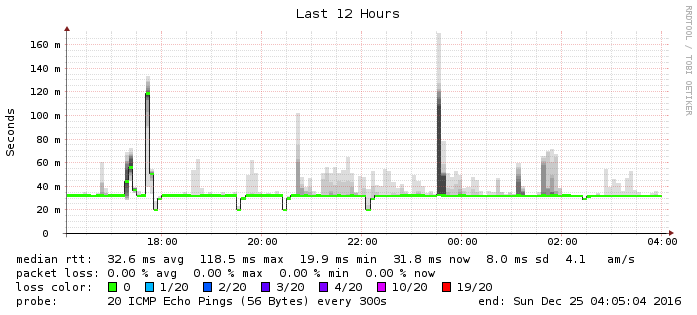 Last 12 Hours
RRDTOOL / TOBI OETIKER
Seconds
160 m
140 m
120 m
100 m
80 m
60 m
40 m
20 m
0
18:00 20:00 22:00 00:00 02:00 04:00
median rtt: 32.6 ms avg 118.5 ms max 19.9 ms min 31.8 ms now 8.0 ms sd 4.1 am/s
packet loss: 0.00 % avg 0.00 % max 0.00 % min 0.00 % now
loss color: 0 1/20 2/20 3/20 4/20 10/20 19/20
probe: 20 ICMP Echo Pings (56 Bytes) every 300s end: Sun Dec 25 04:05:04 2016